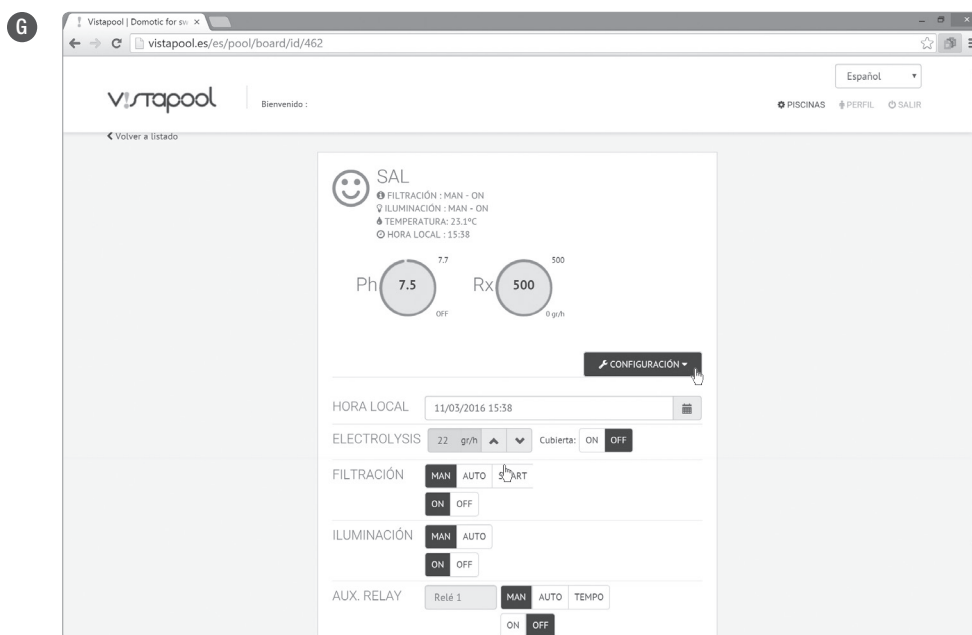 G
Vistapool | Domotic for sw
vistapool.es/es/pool/board/id/462
Español
vistapool
Bienvenido :
PISCINAS PERFIL SALIR
Volver a listado
SAL
FILTRACIÓN : MAN - ON
ILUMINACIÓN : MAN - ON
TEMPERATURA: 23.1ºC
HORA LOCAL : 15:38
Ph 7.5 7.7 OFF
Rx 500 500 0 gr/h
CONFIGURACIÓN
HORA LOCAL 11/03/2016 15:38
ELECTROLYSIS 22 gr/h Cubierta: ON OFF
FILTRACIÓN MAN AUTO START
ON OFF
ILUMINACIÓN MAN AUTO
ON OFF
AUX. RELAY Relé 1 MAN AUTO TEMPO
ON OFF